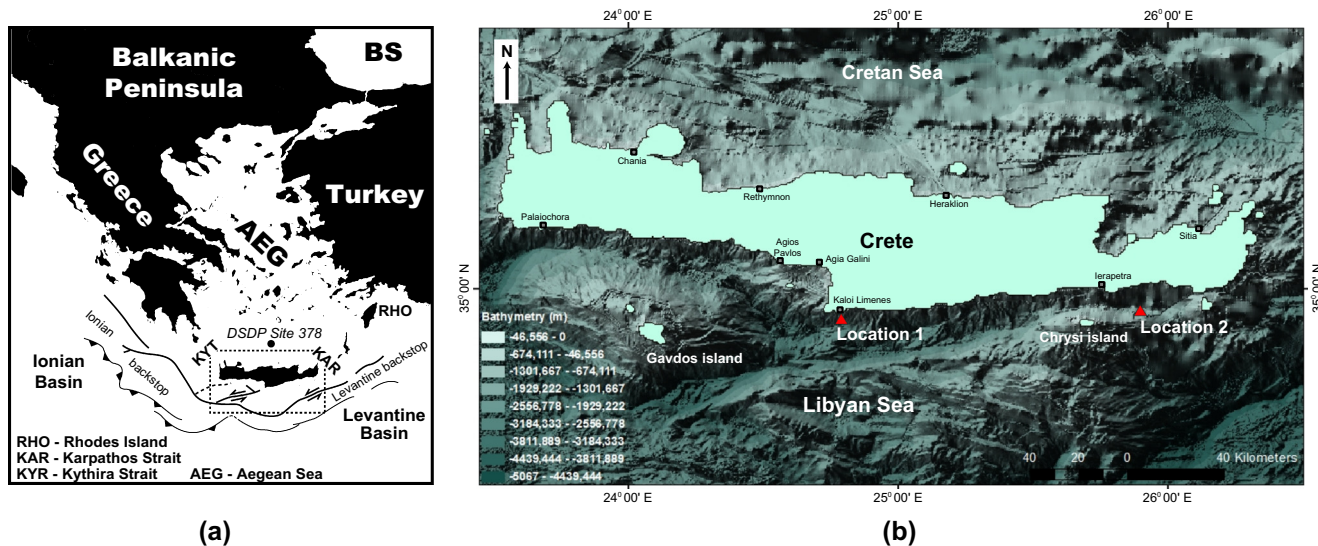 BS
Balkanic
Peninsula
Greece
Turkey
AEG
RHO
DSDP Site 378
KYT
KAR
Ionian
backstop
Levantine backstop
Ionian
Basin
Levantine
Basin
RHO - Rhodes Island
KAR - Karpathos Strait
KYR - Kythira Strait AEG - Aegean Sea
(a)
24°00' E 25°00' E 26°00' E
N
Cretan Sea
Chania
Rethymnon
Heraklion
Palaiochora
Sitia
Crete
Agios
Pavlos
Agia Galini
Ierapetra
35°00' N
35°00' N
Kaloi Limenes
Location 1
Location 2
Chrysi island
Gavdos island
Libyan Sea
Bathymetry (m)
-46,556 - 0
-674,111 - -46,556
-1301,667 - -674,111
-1929,222 - -1301,667
-2556,778 - -1929,222
-3184,333 - -2556,778
-3811,889 - -3184,333
-4439,444 - -3811,889
-5067 - -4439,444
40 20 0 40 Kilometers
24°00' E 25°00' E 26°00' E
(b)